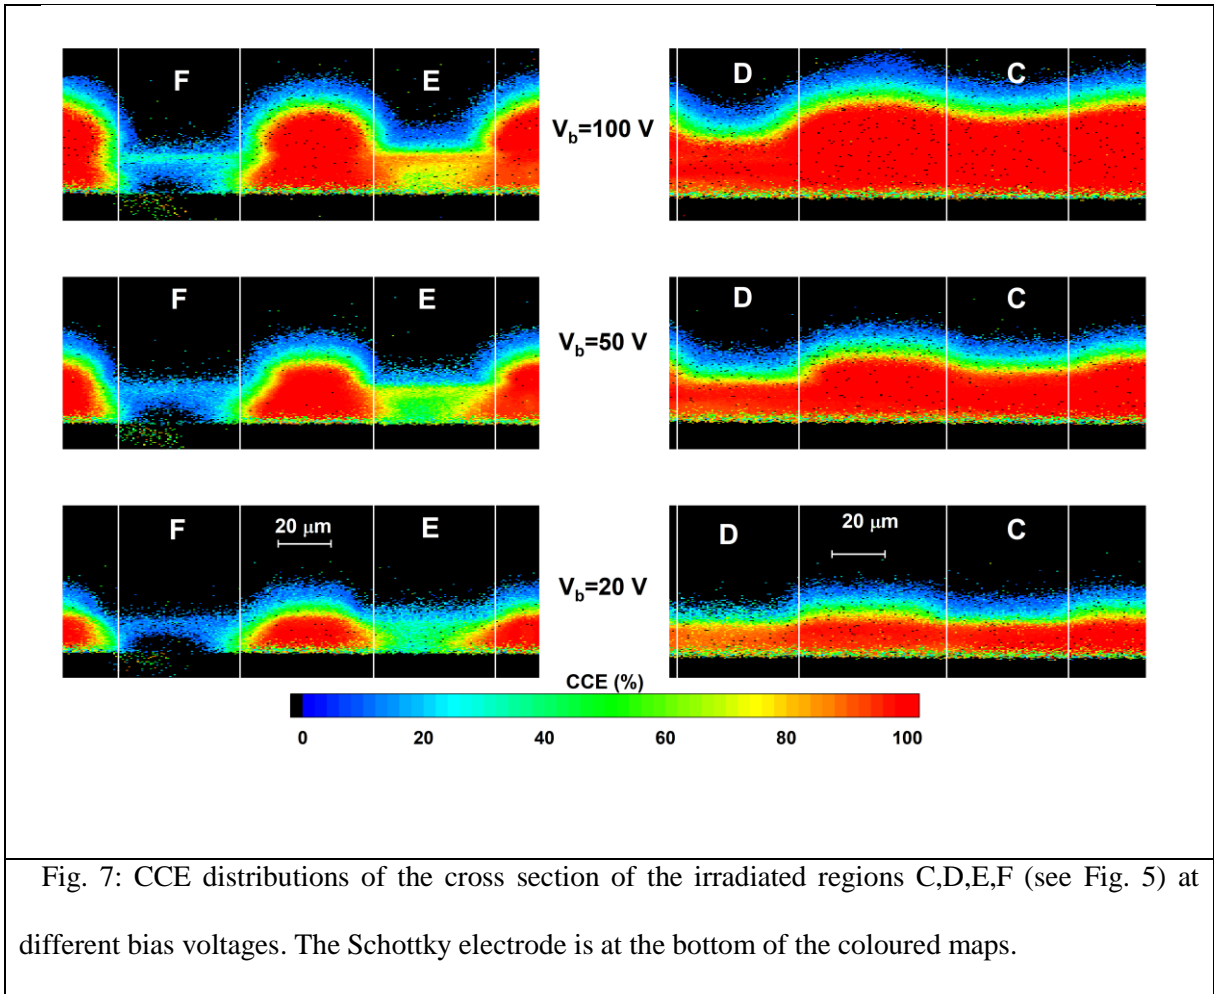 F E D C
V_b=100 V
F E D C
V_b=50 V
F 20 μm E D 20 μm C
V_b=20 V
CCE (%)
0 20 40 60 80 100
Fig. 7: CCE distributions of the cross section of the irradiated regions C,D,E,F (see Fig. 5) at
different bias voltages. The Schottky electrode is at the bottom of the coloured maps.